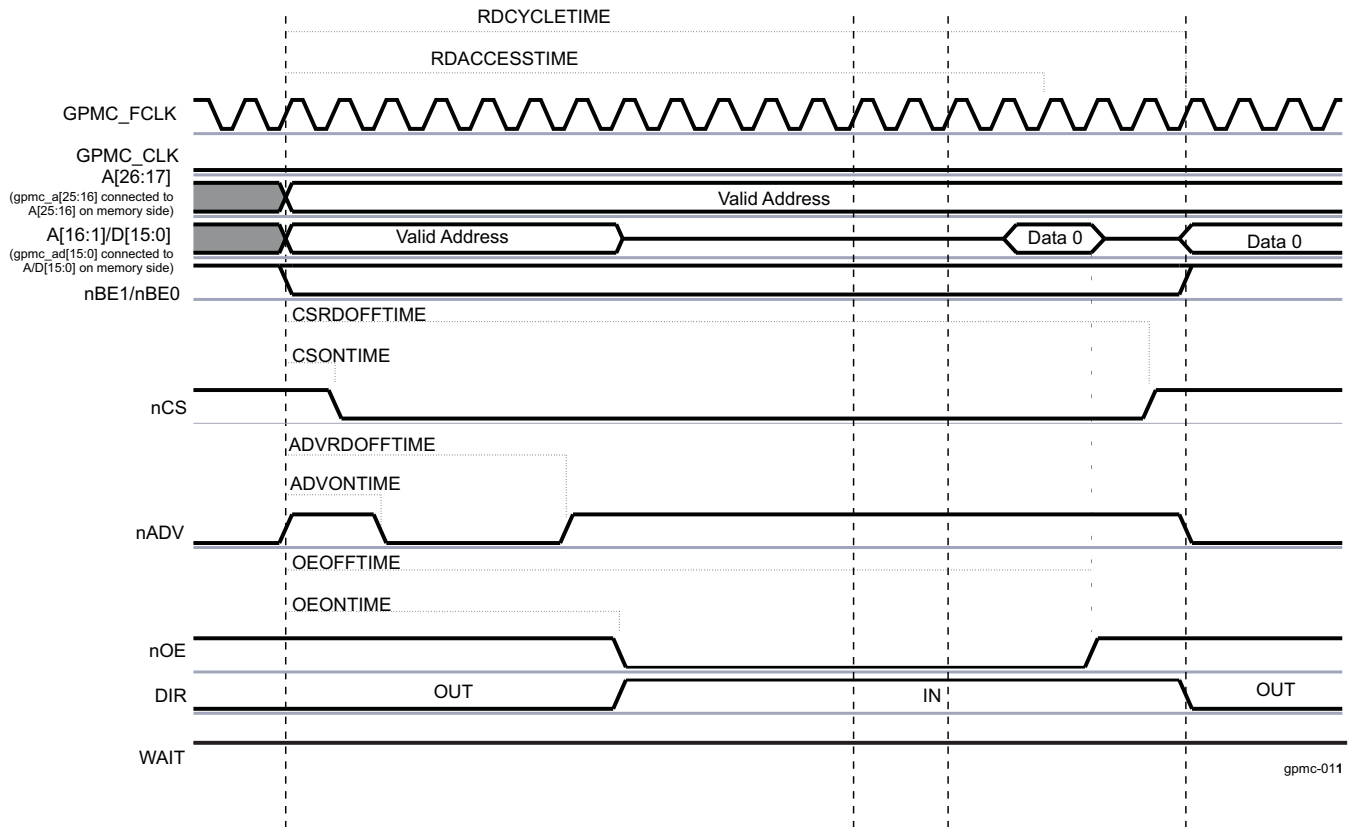 RDCYCLETIME
RDACCESSTIME
GPMC_FCLK
GPMC_CLK
A[26:17]
(gpmc_a[25:16] connected to
A[25:16] on memory side)
Valid Address
A[16:1]/D[15:0]
(gpmc_ad[15:0] connected to
A/D[15:0] on memory side)
Valid Address
Data 0
Data 0
nBE1/nBE0
CSRDOFFTIME
CSONTIME
nCS
ADVRDOFFTIME
ADVONTIME
nADV
OEOFFTIME
OEONTIME
nOE
DIR
OUT
IN
OUT
WAIT
gpmc-011